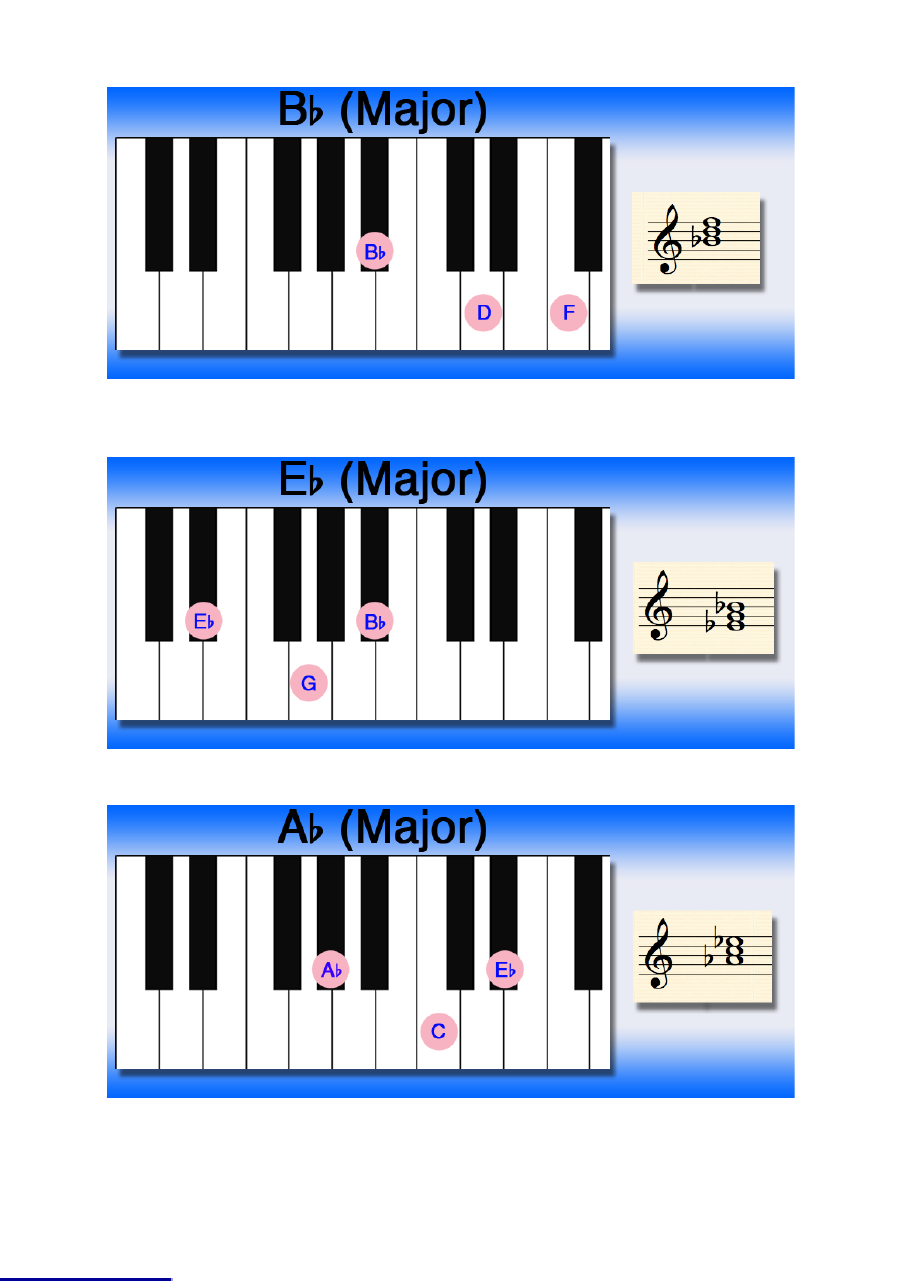 B♭ (Major)
B♭
D F
E♭ (Major)
E♭ B♭
G
A♭ (Major)
A♭ E♭
C